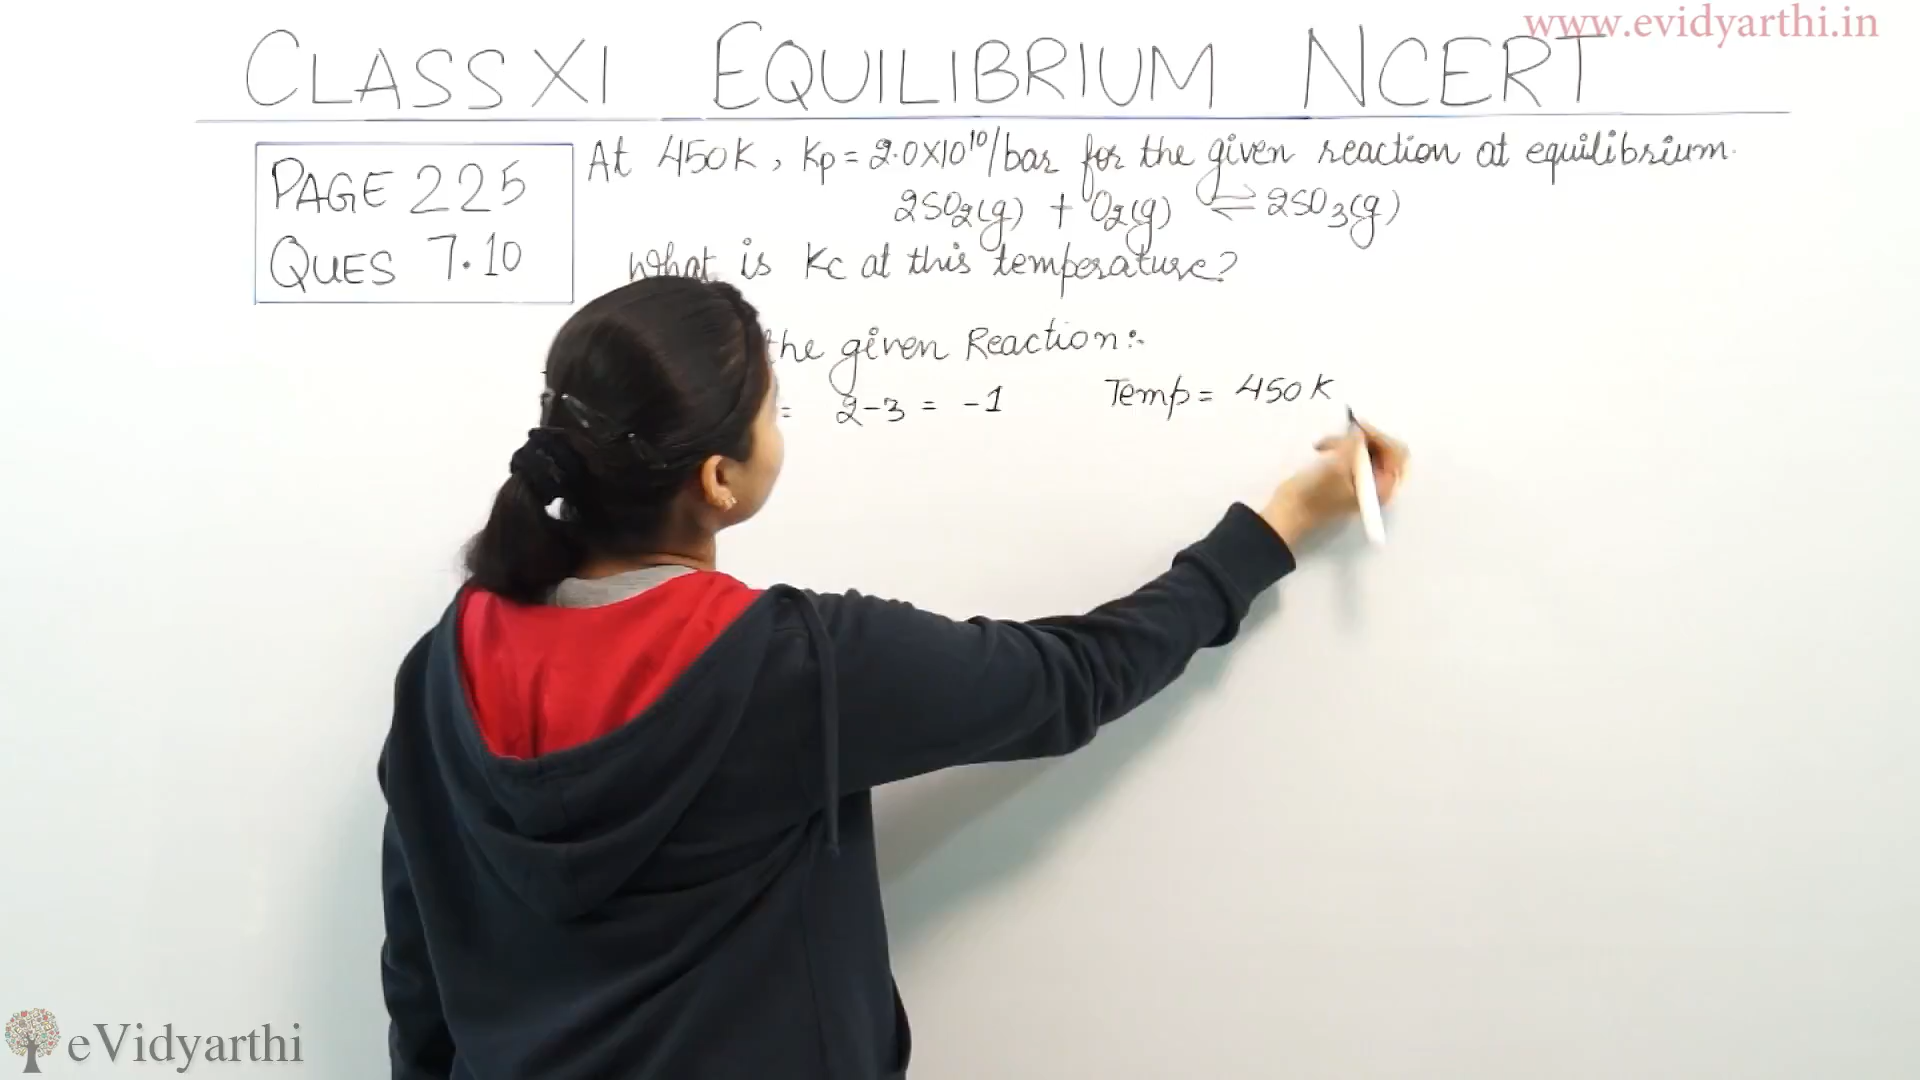 www.evidyarthi.in
CLASS XI EQUILIBRIUM NCERT
PAGE 225
QUES 7.10
At 450K, Kp = 2.0X10¹⁰/bar for the given reaction at equilibrium.
2SO₂(g) + O₂(g) ⇌ 2SO₃(g)
What is Kc at this temperature?
the given Reaction:-
= 2-3 = -1 Temp = 450 K
eVidyarthi